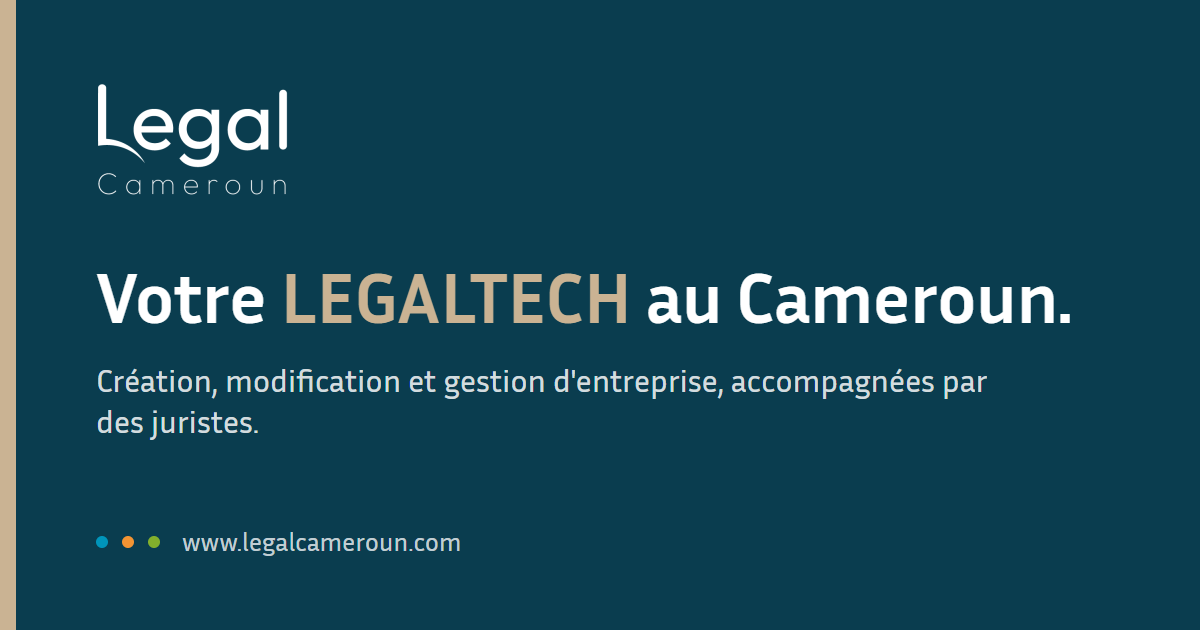 Legal
Cameroun
Votre LEGALTECH au Cameroun.
Création, modification et gestion d'entreprise, accompagnées par
des juristes.
www.legalcameroun.com